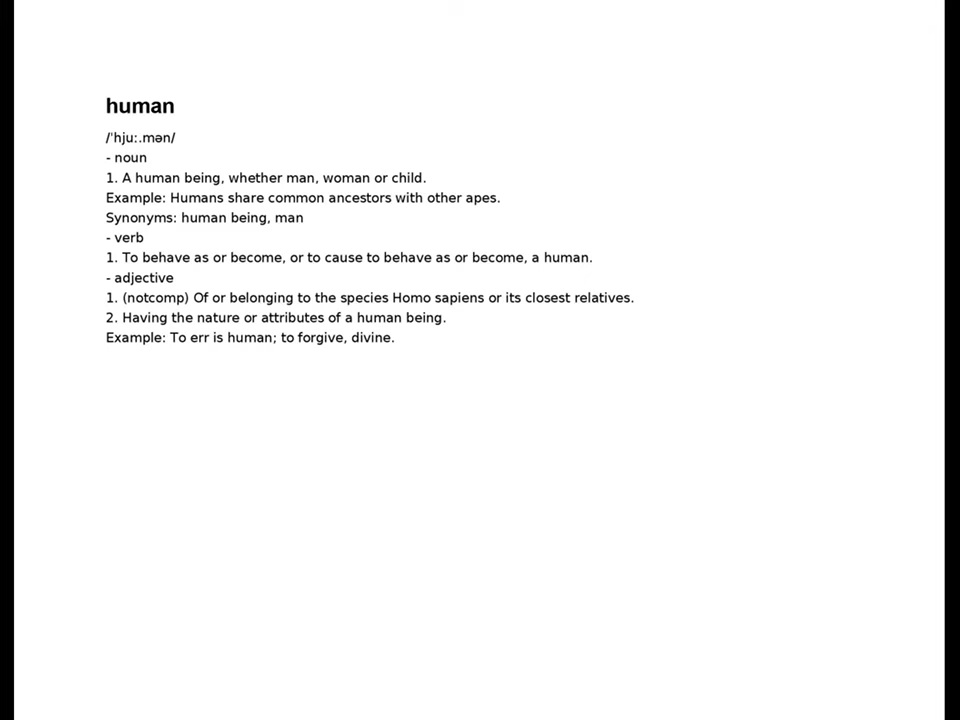 human
/ˈhjuː.mən/
- noun
1. A human being, whether man, woman or child.
Example: Humans share common ancestors with other apes.
Synonyms: human being, man
- verb
1. To behave as or become, or to cause to behave as or become, a human.
- adjective
1. (notcomp) Of or belonging to the species Homo sapiens or its closest relatives.
2. Having the nature or attributes of a human being.
Example: To err is human; to forgive, divine.